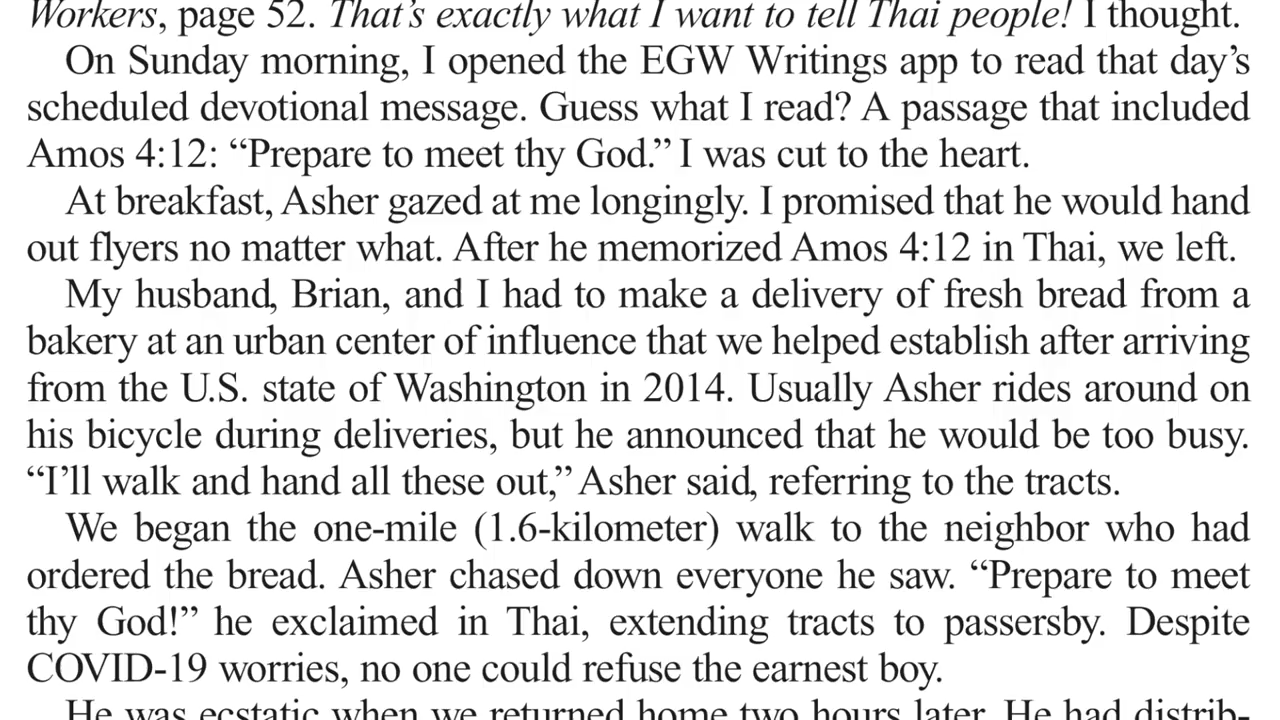 Workers, page 52. That’s exactly what I want to tell Thai people! I thought.
On Sunday morning, I opened the EGW Writings app to read that day’s
scheduled devotional message. Guess what I read? A passage that included
Amos 4:12: “Prepare to meet thy God.” I was cut to the heart.
At breakfast, Asher gazed at me longingly. I promised that he would hand
out flyers no matter what. After he memorized Amos 4:12 in Thai, we left.
My husband, Brian, and I had to make a delivery of fresh bread from a
bakery at an urban center of influence that we helped establish after arriving
from the U.S. state of Washington in 2014. Usually Asher rides around on
his bicycle during deliveries, but he announced that he would be too busy.
“I’ll walk and hand all these out,” Asher said, referring to the tracts.
We began the one-mile (1.6-kilometer) walk to the neighbor who had
ordered the bread. Asher chased down everyone he saw. “Prepare to meet
thy God!” he exclaimed in Thai, extending tracts to passersby. Despite
COVID-19 worries, no one could refuse the earnest boy.
He was ecstatic when we returned home two hours later. He had distrib-